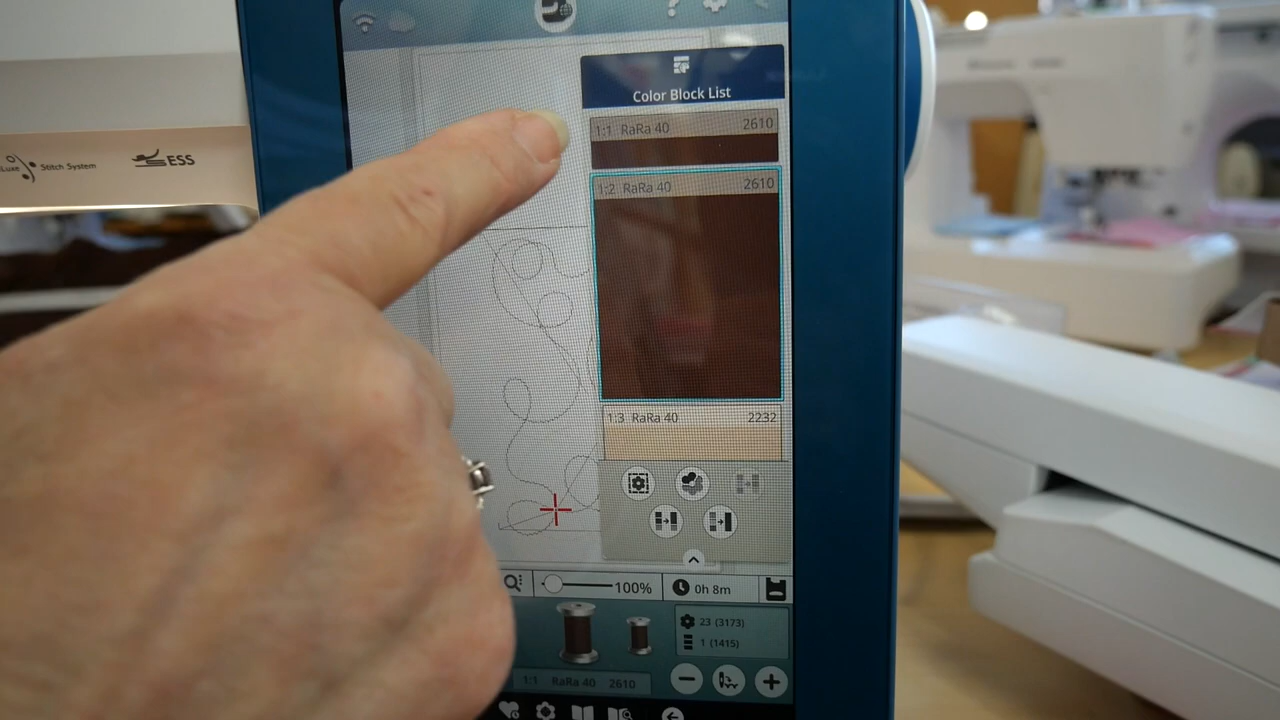 Luxe Stitch System
ESS
Color Block List
1:1 RaRa 40 2610
1:2 RaRa 40 2610
1:3 RaRa 40 2232
100%
0h 8m
23 (3173)
1 (1415)
1:1 RaRa 40 2610